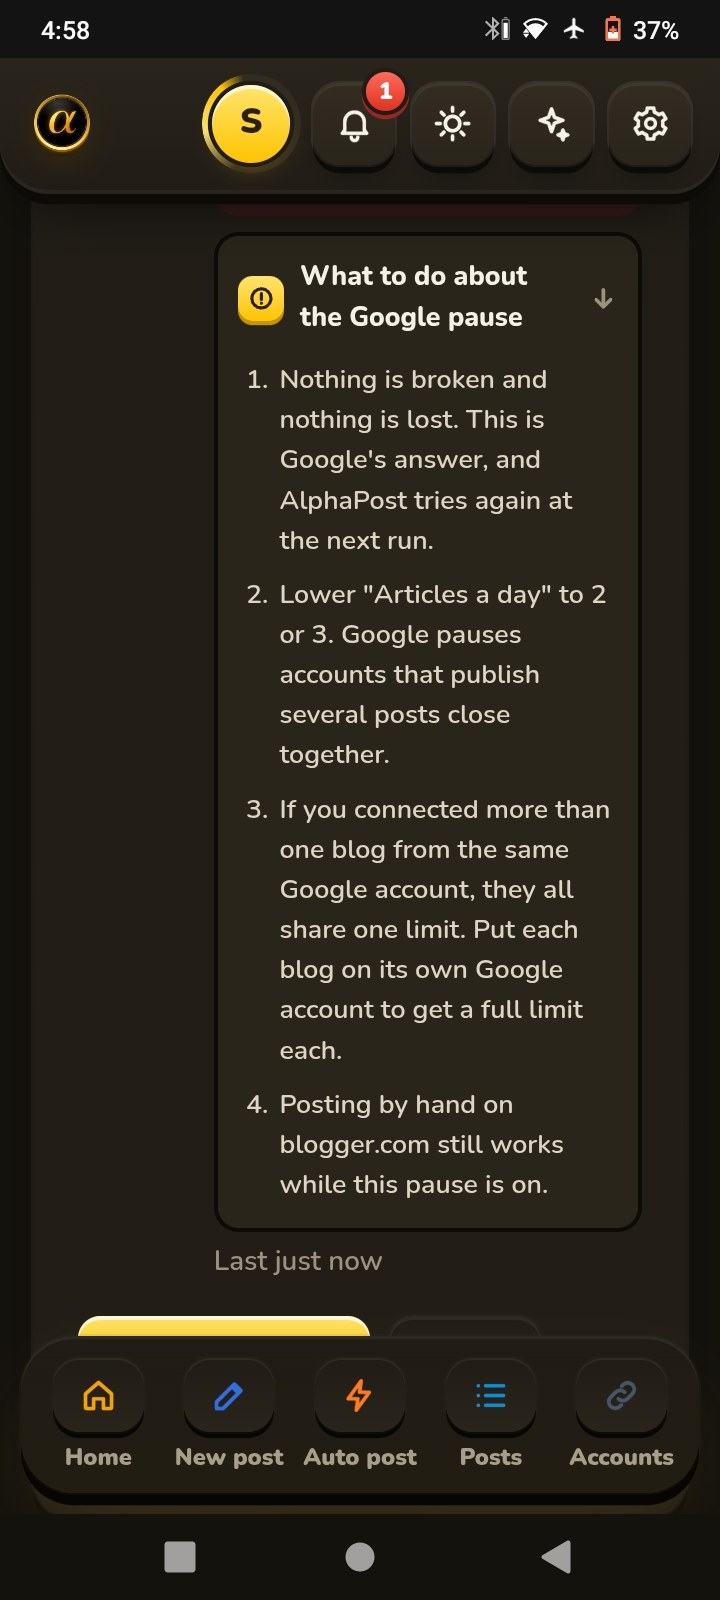 4:58
37%
α
S
1
What to do about
the Google pause
1. Nothing is broken and
nothing is lost. This is
Google's answer, and
AlphaPost tries again at
the next run.
2. Lower "Articles a day" to 2
or 3. Google pauses
accounts that publish
several posts close
together.
3. If you connected more than
one blog from the same
Google account, they all
share one limit. Put each
blog on its own Google
account to get a full limit
each.
4. Posting by hand on
blogger.com still works
while this pause is on.
Last just now
Home
New post
Auto post
Posts
Accounts